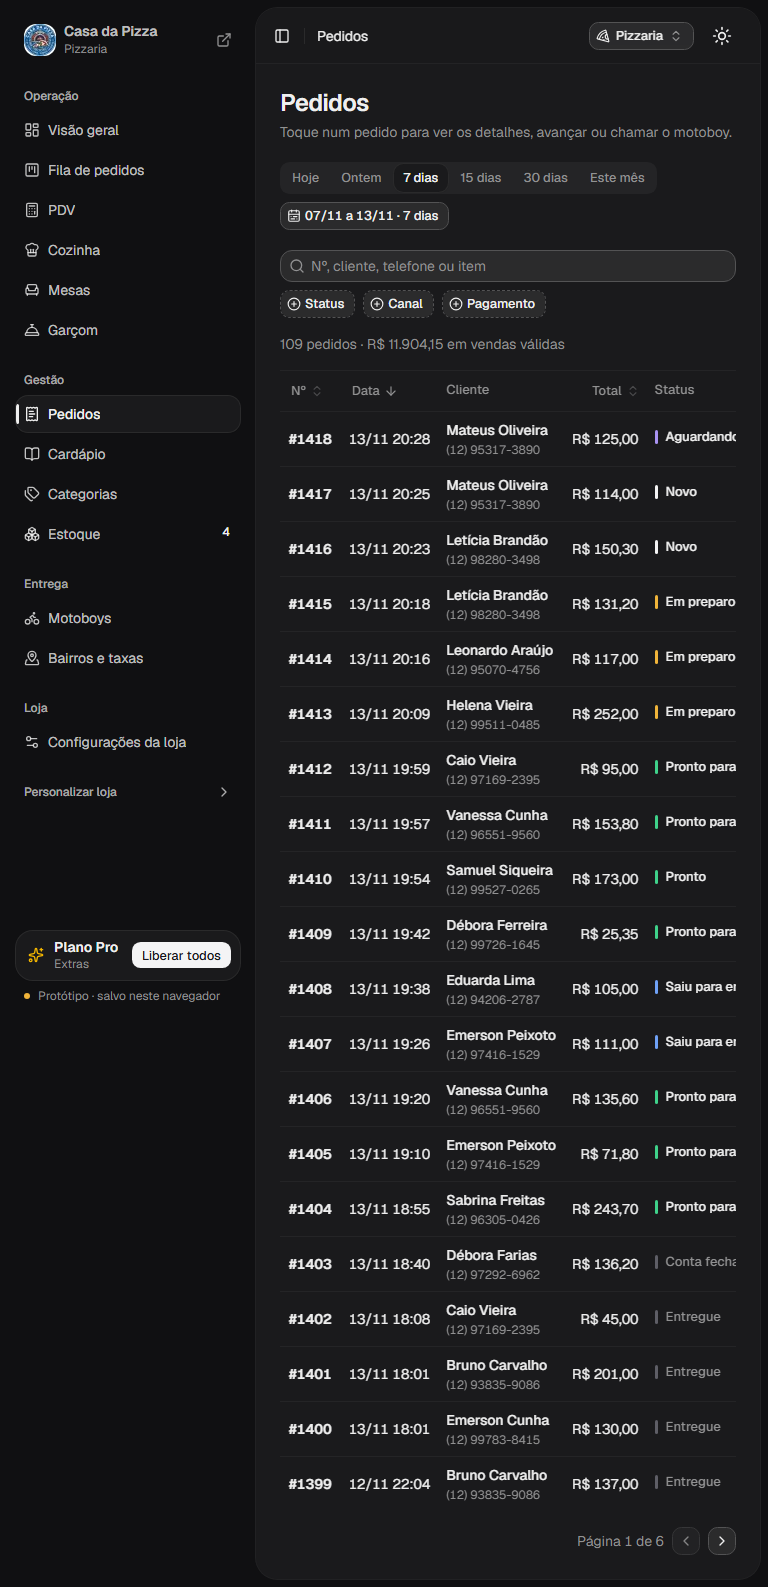 Casa da Pizza
Pizzaria
Operação
Visão geral
Fila de pedidos
PDV
Cozinha
Mesas
Garçom
Gestão
Pedidos
Cardápio
Categorias
Estoque 4
Entrega
Motoboys
Bairros e taxas
Loja
Configurações da loja
Personalizar loja
Plano Pro
Extras
Liberar todos
Protótipo · salvo neste navegador
Pedidos
Pizzaria
Pedidos
Toque num pedido para ver os detalhes, avançar ou chamar o motoboy.
Hoje Ontem 7 dias 15 dias 30 dias Este mês
07/11 a 13/11 · 7 dias
Nº, cliente, telefone ou item
Status Canal Pagamento
109 pedidos · R$ 11.904,15 em vendas válidas
Nº Data Cliente Total Status
#1418 13/11 20:28 Mateus Oliveira R$ 125,00 Aguardando
(12) 95317-3890
#1417 13/11 20:25 Mateus Oliveira R$ 114,00 Novo
(12) 95317-3890
#1416 13/11 20:23 Letícia Brandão R$ 150,30 Novo
(12) 98280-3498
#1415 13/11 20:18 Letícia Brandão R$ 131,20 Em preparo
(12) 98280-3498
#1414 13/11 20:16 Leonardo Araújo R$ 117,00 Em preparo
(12) 95070-4756
#1413 13/11 20:09 Helena Vieira R$ 252,00 Em preparo
(12) 99511-0485
#1412 13/11 19:59 Caio Vieira R$ 95,00 Pronto para
(12) 97169-2395
#1411 13/11 19:57 Vanessa Cunha R$ 153,80 Pronto para
(12) 96551-9560
#1410 13/11 19:54 Samuel Siqueira R$ 173,00 Pronto
(12) 99527-0265
#1409 13/11 19:42 Débora Ferreira R$ 25,35 Pronto para
(12) 99726-1645
#1408 13/11 19:38 Eduarda Lima R$ 105,00 Saiu para en
(12) 94206-2787
#1407 13/11 19:26 Emerson Peixoto R$ 111,00 Saiu para en
(12) 97416-1529
#1406 13/11 19:20 Vanessa Cunha R$ 135,60 Pronto para
(12) 96551-9560
#1405 13/11 19:10 Emerson Peixoto R$ 71,80 Pronto para
(12) 97416-1529
#1404 13/11 18:55 Sabrina Freitas R$ 243,70 Pronto para
(12) 96305-0426
#1403 13/11 18:40 Débora Farias R$ 136,20 Conta fecha
(12) 97292-6962
#1402 13/11 18:08 Caio Vieira R$ 45,00 Entregue
(12) 97169-2395
#1401 13/11 18:01 Bruno Carvalho R$ 201,00 Entregue
(12) 93835-9086
#1400 13/11 18:01 Emerson Cunha R$ 130,00 Entregue
(12) 99783-8415
#1399 12/11 22:04 Bruno Carvalho R$ 137,00 Entregue
(12) 93835-9086
Página 1 de 6